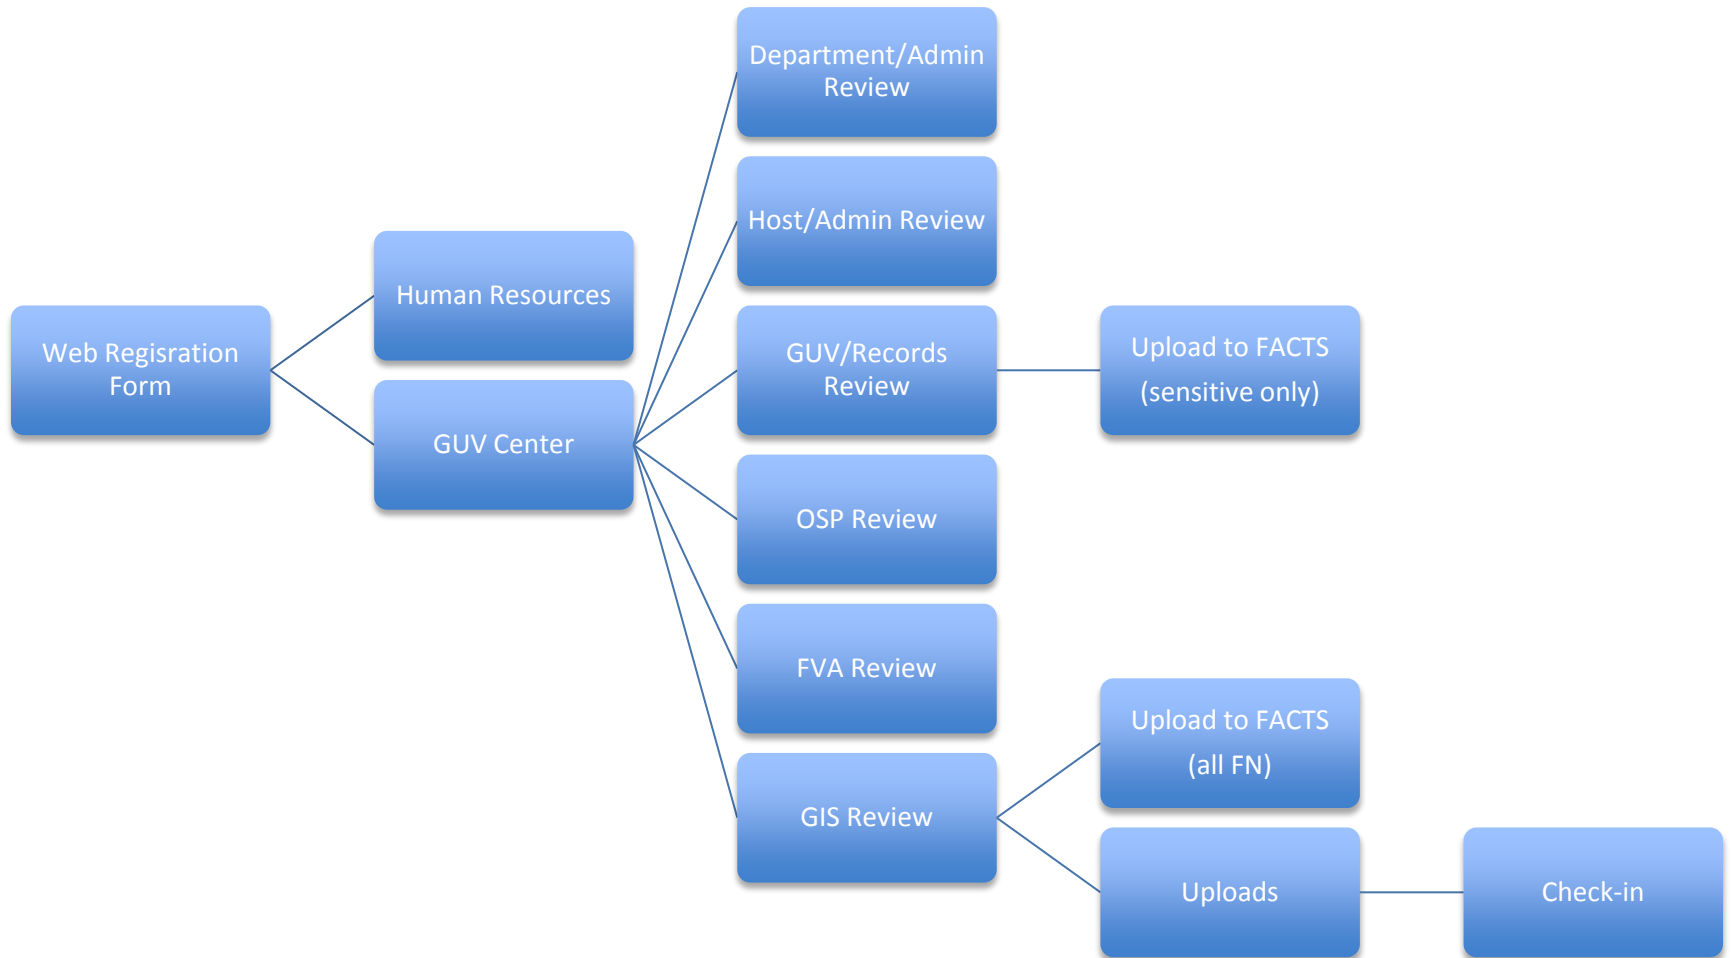 Web Regisration
Form
Human Resources
GUV Center
Department/Admin
Review
Host/Admin Review
GUV/Records
Review
OSP Review
FVA Review
GIS Review
Upload to FACTS
(sensitive only)
Upload to FACTS
(all FN)
Uploads
Check-in